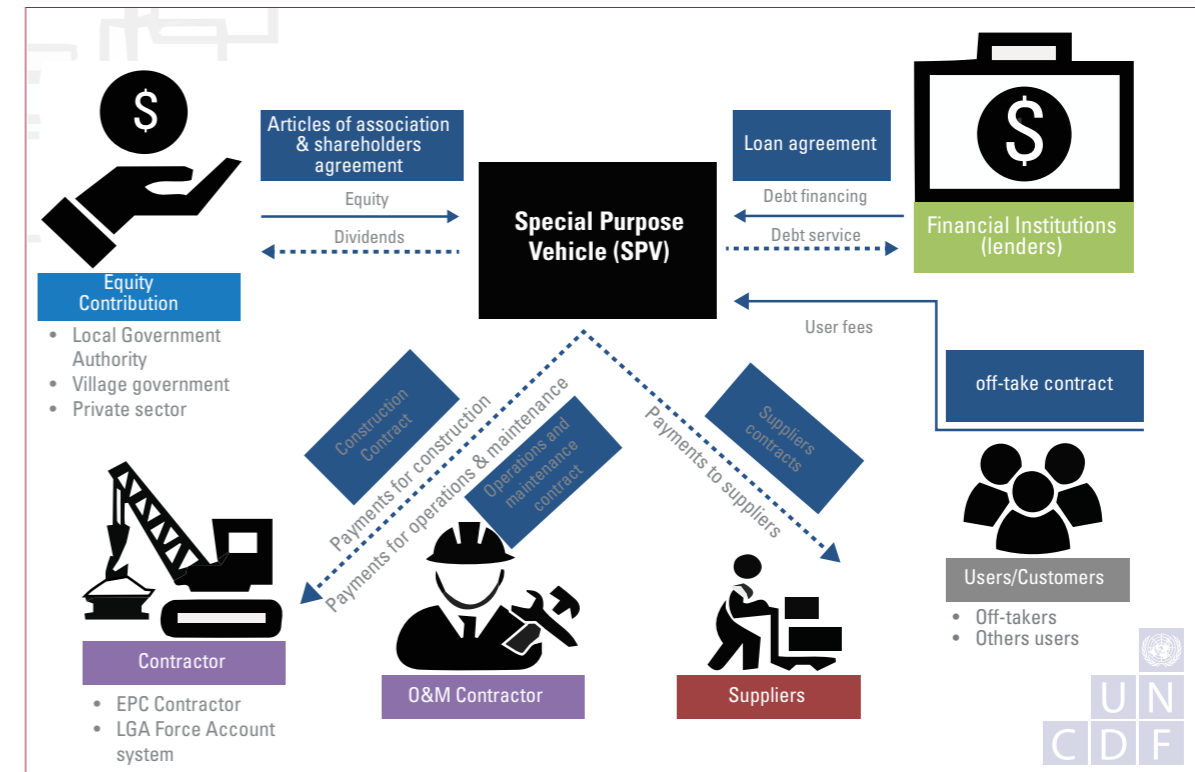 $
Articles of association
& shareholders
agreement
Equity
Dividends
Special Purpose
Vehicle (SPV)
Loan agreement
Debt financing
Debt service
$
Financial Institutions
(lenders)
Equity
Contribution
• Local Government
Authority
• Village government
• Private sector
User fees
off-take contract
Construction
Contract
Payments for construction
Payments for operations & maintenance
Operations and
maintenance
contract
Suppliers
contracts
Payments to suppliers
Users/Customers
• Off-takers
• Others users
Contractor
• EPC Contractor
• LGA Force Account
system
O&M Contractor
Suppliers
UN
CDF